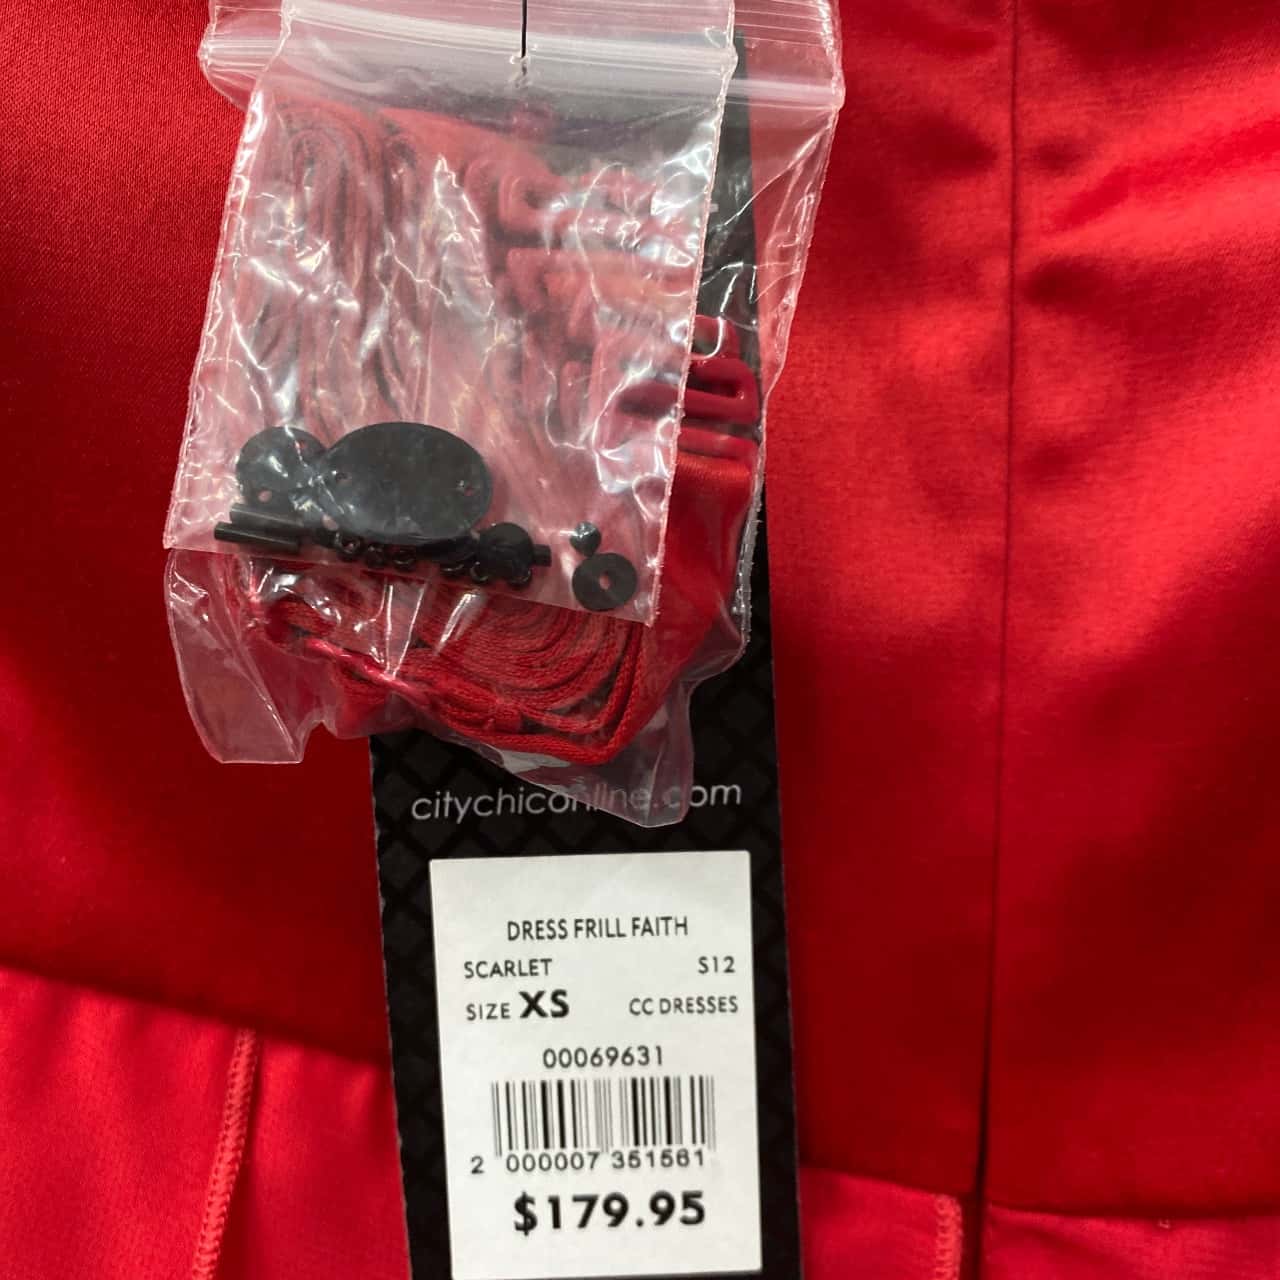 citychiconline.com
DRESS FRILL FAITH
SCARLET S12
SIZE XS CC DRESSES
00069631
2 000007 351561
$179.95